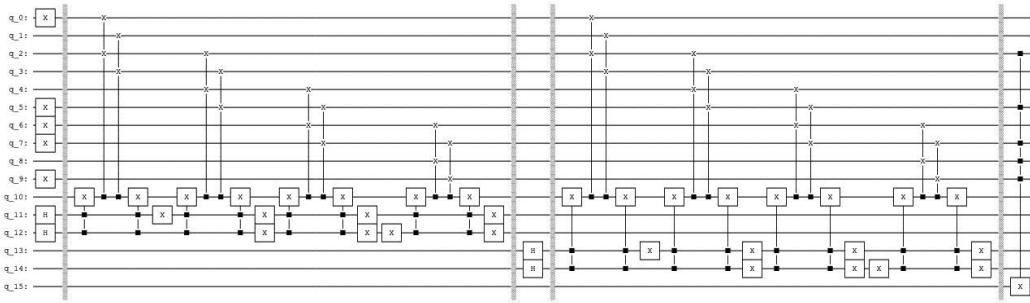 q_0: X
q_1:
q_2:
q_3:
q_4:
q_5: X
q_6: X
q_7: X
q_8:
q_9: X
q_10: X X X X X X X X X X X X X X X X
q_11: H X X X X
q_12: H X X X X
q_13: H X X X X
q_14: H X X X X
q_15: X